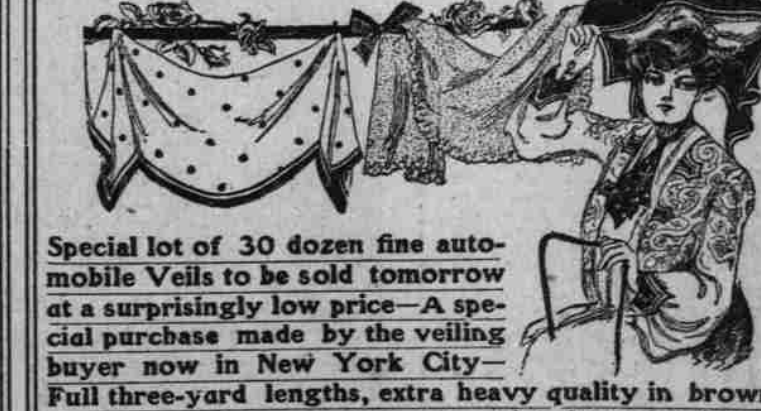 Special lot of 30 dozen fine auto-
mobile Veils to be sold tomorrow
at a surprisingly low price—A spe-
cial purchase made by the veiling
buyer now in New York City—
Full three-yard lengths, extra heavy quality in brown